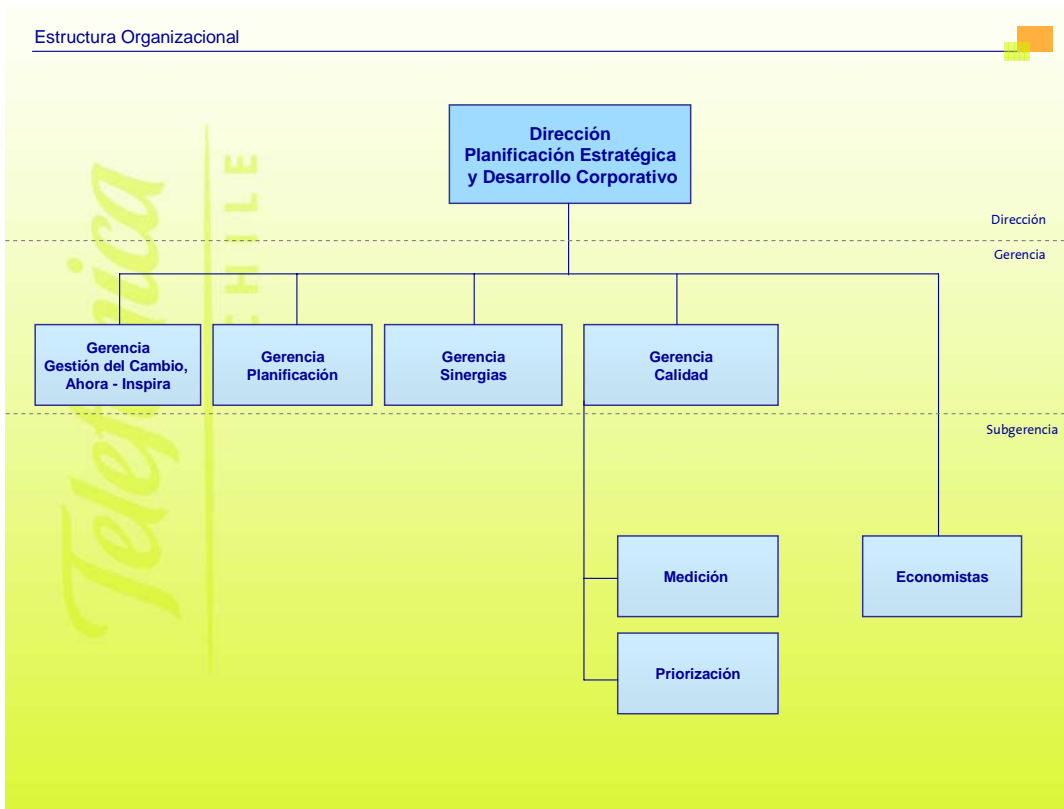 Estructura Organizacional
Dirección
Planificación Estratégica
y Desarrollo Corporativo
Dirección
Gerencia
Gerencia
Gestión del Cambio,
Ahora - Inspira
Gerencia
Planificación
Gerencia
Sinergias
Gerencia
Calidad
Subgerencia
Medición
Economistas
Priorización
Telefónica
CHILE